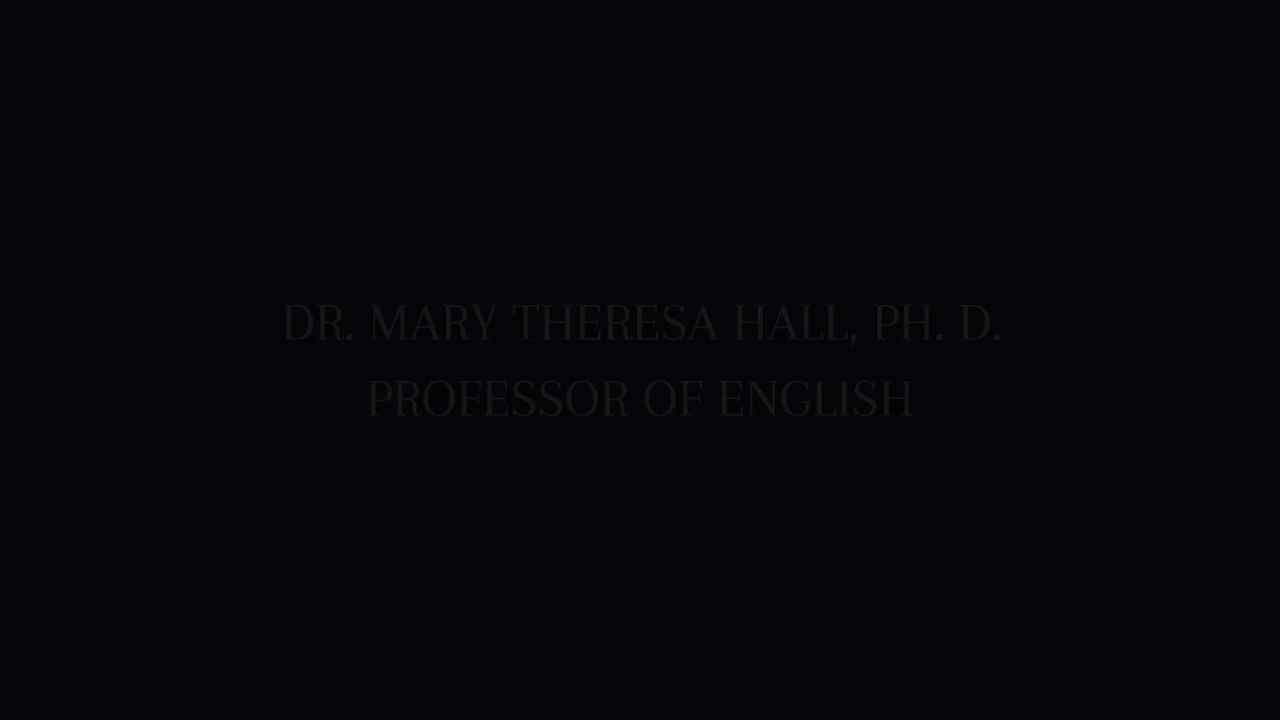 DR. MARY THERESA HALL, PH. D.
PROFESSOR OF ENGLISH